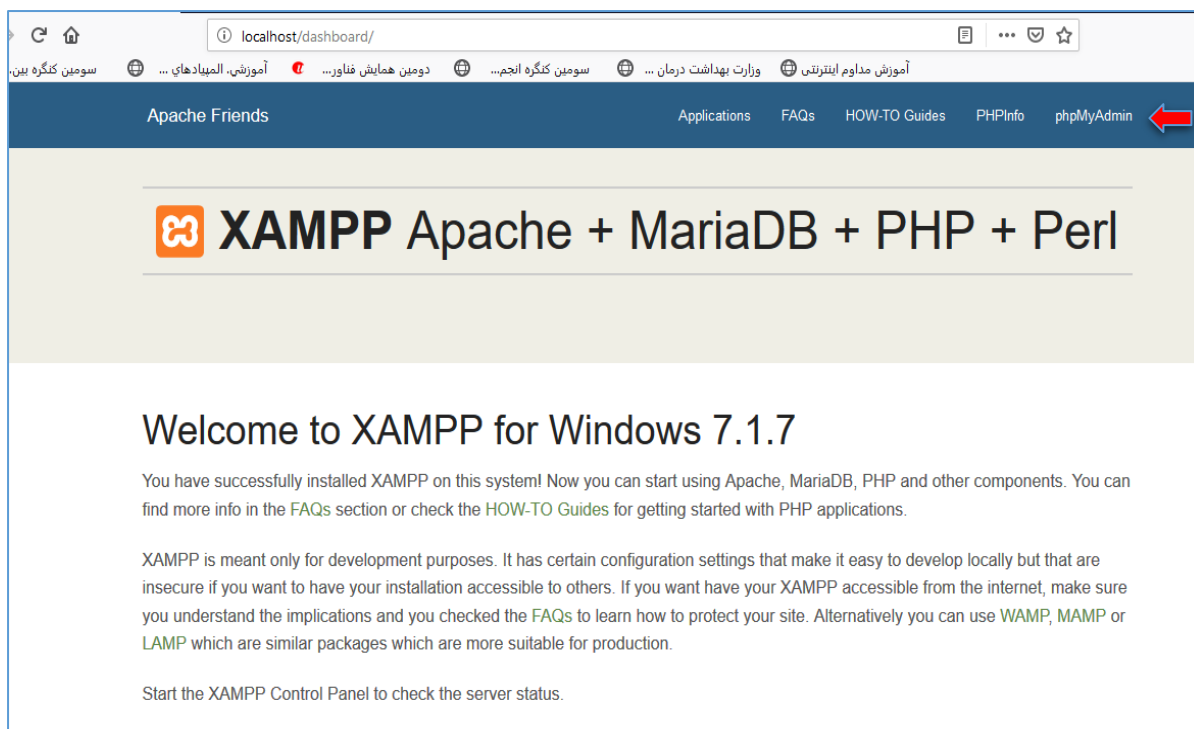 localhost/dashboard/
سومین کنگره بین.
آموزشي. المپيادهاي ...
دومین همایش فناور...
سومین کنگره انجم...
وزارت بهداشت درمان ...
آموزش مداوم اینترنتی
Apache Friends
Applications FAQs HOW-TO Guides PHPInfo phpMyAdmin
XAMPP Apache + MariaDB + PHP + Perl
Welcome to XAMPP for Windows 7.1.7
You have successfully installed XAMPP on this system! Now you can start using Apache, MariaDB, PHP and other components. You can
find more info in the FAQs section or check the HOW-TO Guides for getting started with PHP applications.
XAMPP is meant only for development purposes. It has certain configuration settings that make it easy to develop locally but that are
insecure if you want to have your installation accessible to others. If you want have your XAMPP accessible from the internet, make sure
you understand the implications and you checked the FAQs to learn how to protect your site. Alternatively you can use WAMP, MAMP or
LAMP which are similar packages which are more suitable for production.
Start the XAMPP Control Panel to check the server status.